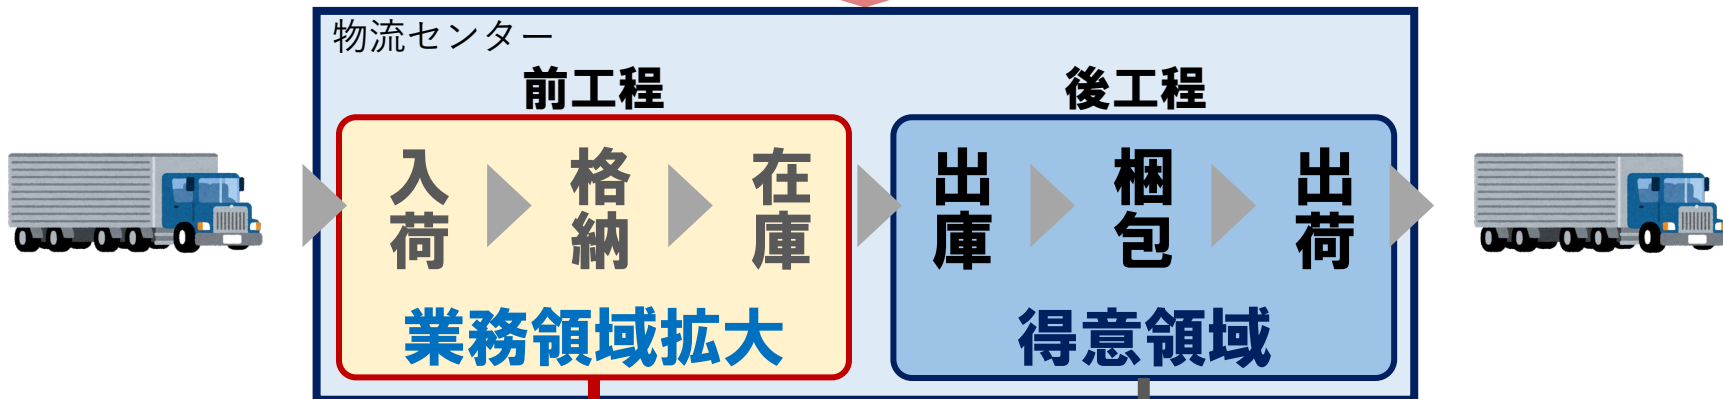 物流センター
前工程
後工程
入荷
格納
在庫
出庫
梱包
出荷
業務領域拡大
得意領域